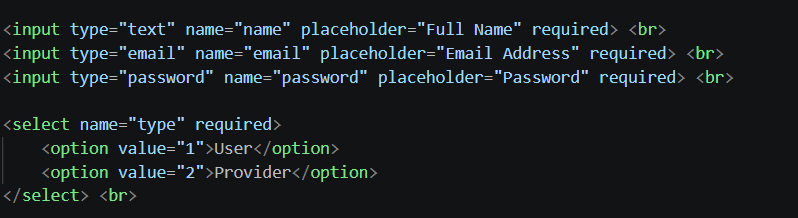 <input type="text" name="name" placeholder="Full Name" required> <br>
<input type="email" name="email" placeholder="Email Address" required> <br>
<input type="password" name="password" placeholder="Password" required> <br>
<select name="type" required>
    <option value="1">User</option>
    <option value="2">Provider</option>
</select> <br>